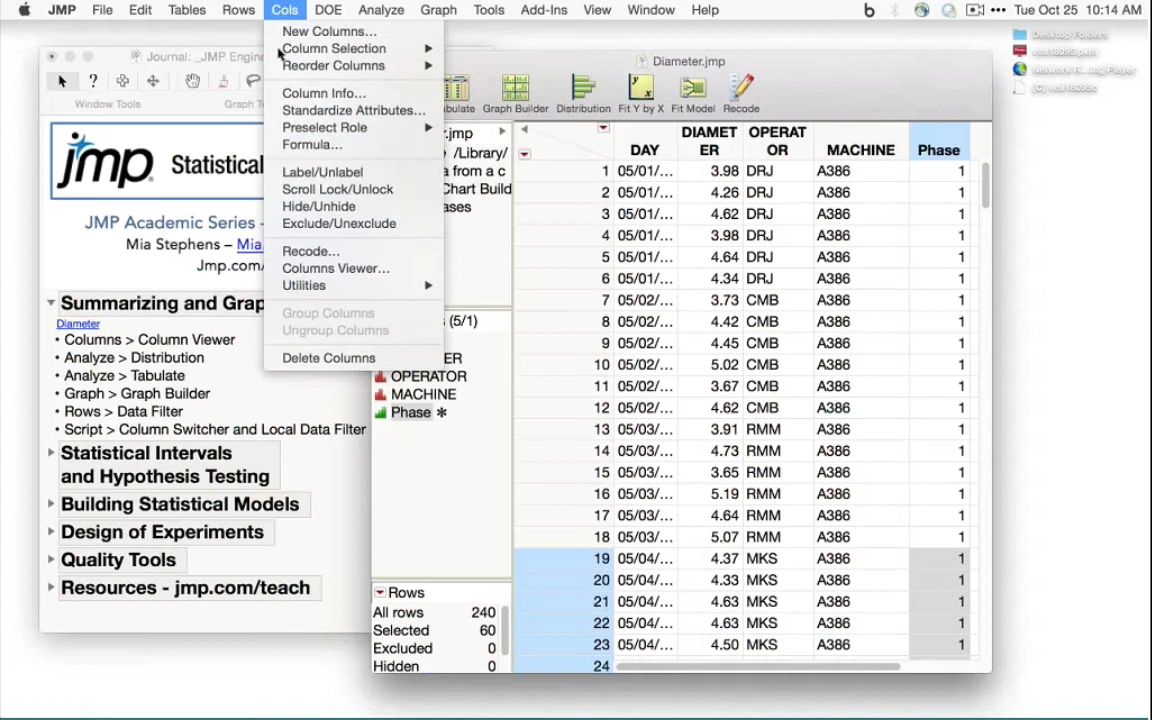 JMP File Edit Tables Rows Cols DOE Analyze Graph Tools Add-Ins View Window Help Tue Oct 25 10:14 AM
New Columns...
Column Selection
Reorder Columns
Column Info...
Standardize Attributes...
Preselect Role
Formula...
Label/Unlabel
Scroll Lock/Unlock
Hide/Unhide
Exclude/Unexclude
Recode...
Columns Viewer...
Utilities
Group Columns
Ungroup Columns
Delete Columns
Journal: _JMP Engine
Window Tools
jmp Statistical
JMP Academic Series -
Mia Stephens – Mia.
Jmp.com/
Summarizing and Grap
Diameter
• Columns > Column Viewer
• Analyze > Distribution
• Analyze > Tabulate
• Graph > Graph Builder
• Rows > Data Filter
• Script > Column Switcher and Local Data Filter
Statistical Intervals
and Hypothesis Testing
Building Statistical Models
Design of Experiments
Quality Tools
Resources - jmp.com/teach
Diameter.jmp
Graph Builder Distribution Fit Y by X Fit Model Recode
/Library/
from a c
Chart Build
(5/1)
OPERATOR
MACHINE
Phase *
Rows
All rows 240
Selected 60
Excluded 0
Hidden 0
DAY DIAMET
ER OPERAT
OR MACHINE Phase
1 05/01/... 3.98 DRJ A386 1
2 05/01/... 4.26 DRJ A386 1
3 05/01/... 4.62 DRJ A386 1
4 05/01/... 3.98 DRJ A386 1
5 05/01/... 4.64 DRJ A386 1
6 05/01/... 4.34 DRJ A386 1
7 05/02/... 3.73 CMB A386 1
8 05/02/... 4.42 CMB A386 1
9 05/02/... 4.45 CMB A386 1
10 05/02/... 5.02 CMB A386 1
11 05/02/... 3.67 CMB A386 1
12 05/02/... 4.62 CMB A386 1
13 05/03/... 3.91 RMM A386 1
14 05/03/... 4.73 RMM A386 1
15 05/03/... 3.65 RMM A386 1
16 05/03/... 5.19 RMM A386 1
17 05/03/... 4.64 RMM A386 1
18 05/03/... 5.07 RMM A386 1
19 05/04/... 4.37 MKS A386 1
20 05/04/... 4.33 MKS A386 1
21 05/04/... 4.63 MKS A386 1
22 05/04/... 4.63 MKS A386 1
23 05/04/... 4.50 MKS A386 1
24
Desktop Folders